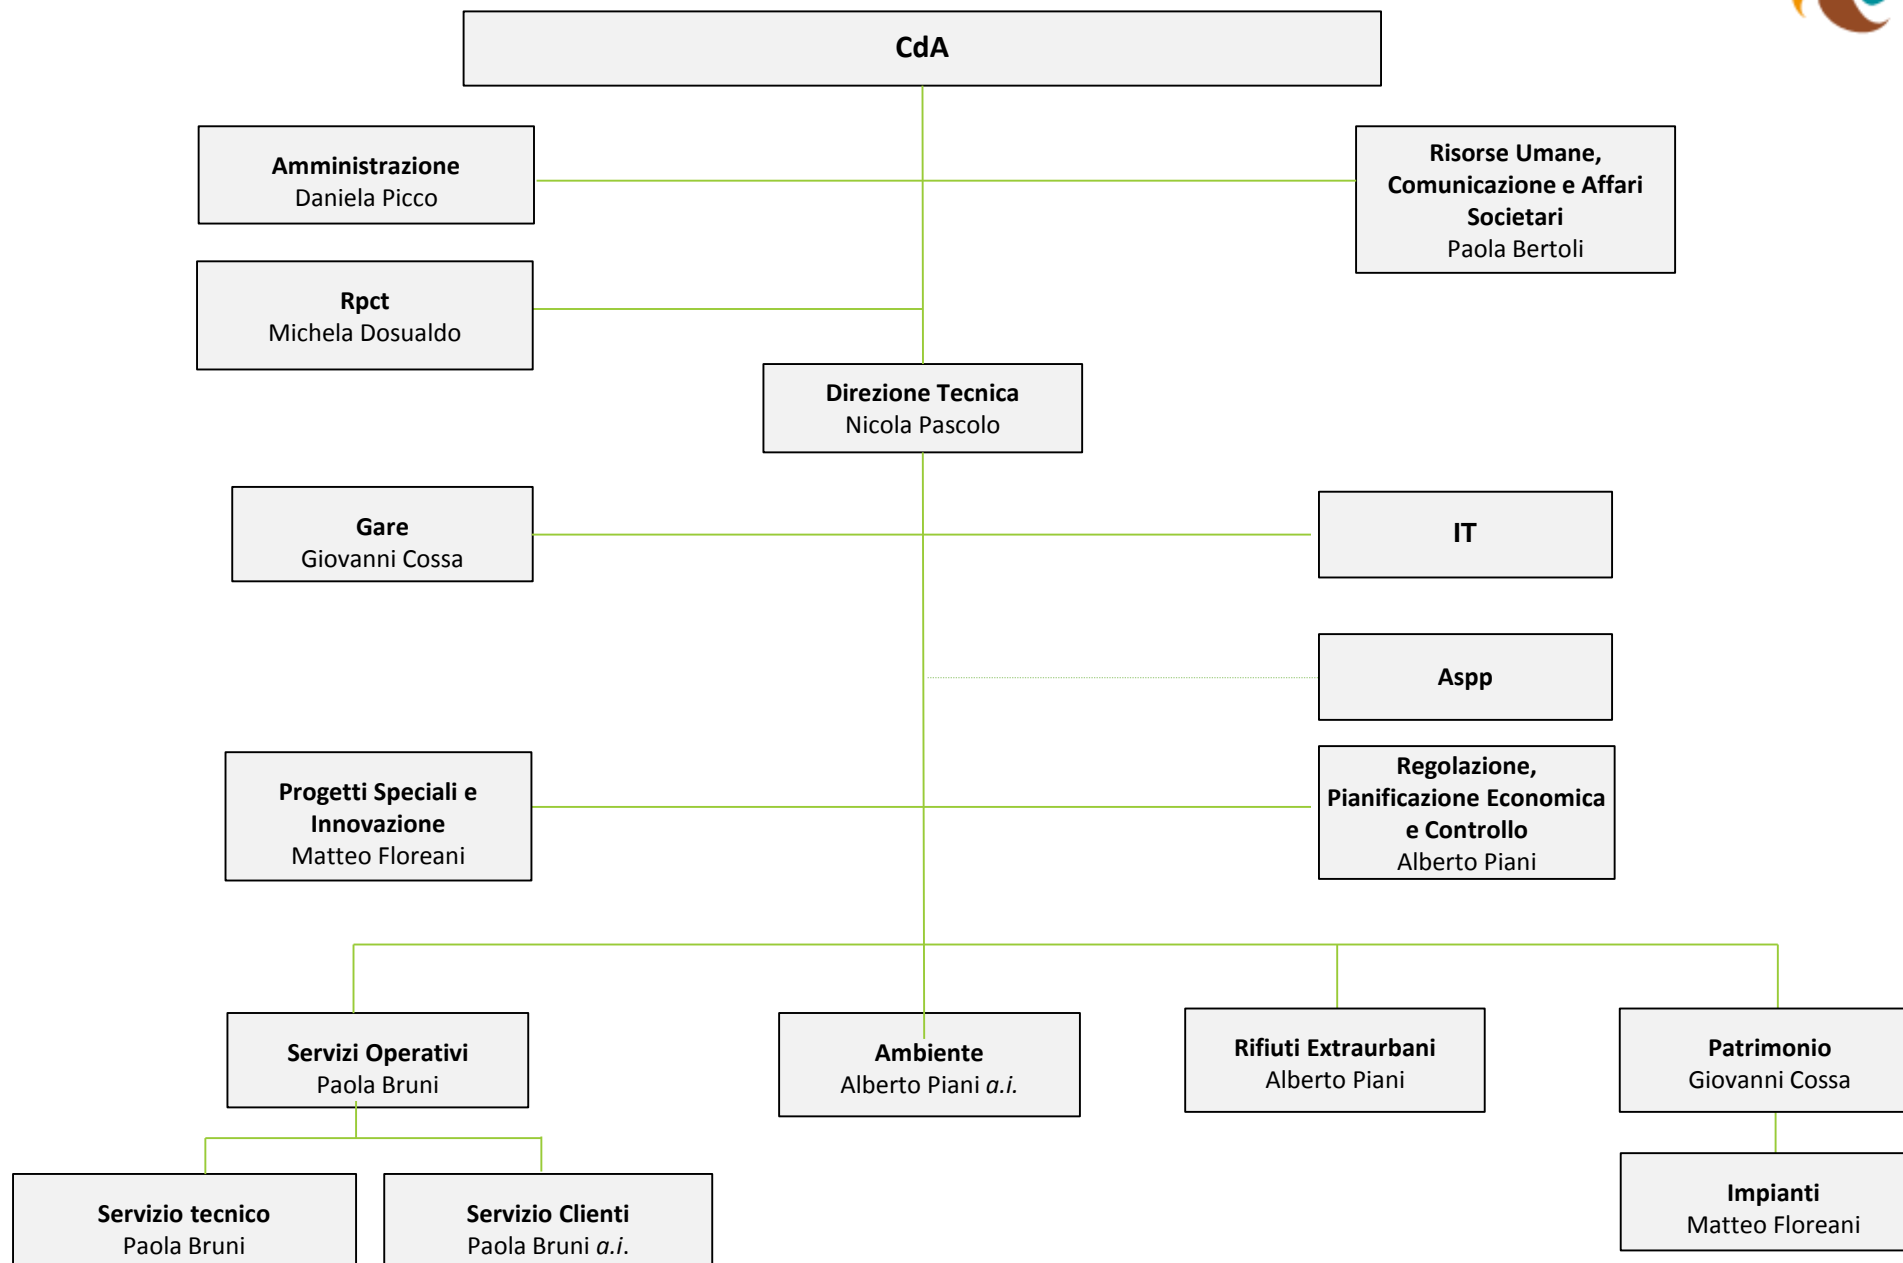 CdA
Amministrazione
Daniela Picco
Risorse Umane,
Comunicazione e Affari
Societari
Paola Bertoli
Rpct
Michela Dosualdo
Direzione Tecnica
Nicola Pascolo
Gare
Giovanni Cossa
IT
Aspp
Progetti Speciali e
Innovazione
Matteo Floreani
Regolazione,
Pianificazione Economica
e Controllo
Alberto Piani
Servizi Operativi
Paola Bruni
Ambiente
Alberto Piani a.i.
Rifiuti Extraurbani
Alberto Piani
Patrimonio
Giovanni Cossa
Servizio tecnico
Paola Bruni
Servizio Clienti
Paola Bruni a.i.
Impianti
Matteo Floreani